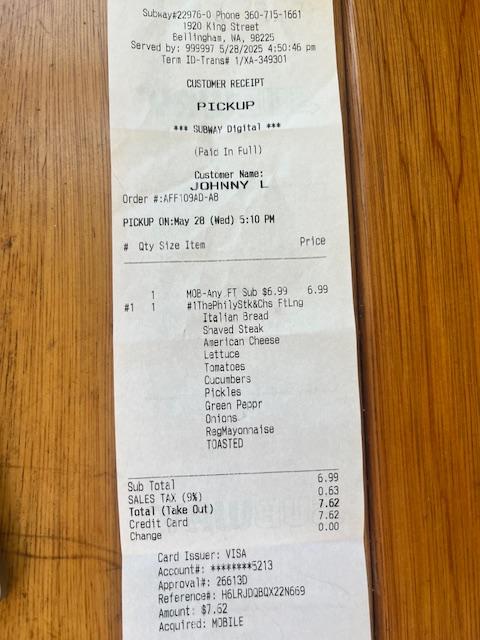 Subway#22976-0 Phone 360-715-1661
1920 King Street
Bellingham, WA, 98225
Served by: 999997 5/28/2025 4:50:46 pm
Term ID-Trans# 1/XA-349301
CUSTOMER RECEIPT
PICKUP
*** SUBWAY Digital ***
(Paid In Full)
Customer Name:
JOHNNY L
Order #:AFF109AD-A8
PICKUP ON:May 28 (Wed) 5:10 PM
# Qty Size Item Price
1 MOB-Any FT Sub $6.99 6.99
#1 1 #1ThePhilyStk&Chs FtLng
Italian Bread
Shaved Steak
American Cheese
Lettuce
Tomatoes
Cucumbers
Pickles
Green Peppr
Onions
RegMayonnaise
TOASTED
Sub Total 6.99
SALES TAX (9%) 0.63
Total (Take Out) 7.62
Credit Card 7.62
Change 0.00
Card Issuer: VISA
Account#: ********5213
Approval#: 26613D
Reference#: H6LRJDQBQX22N669
Amount: $7.62
Acquired: MOBILE